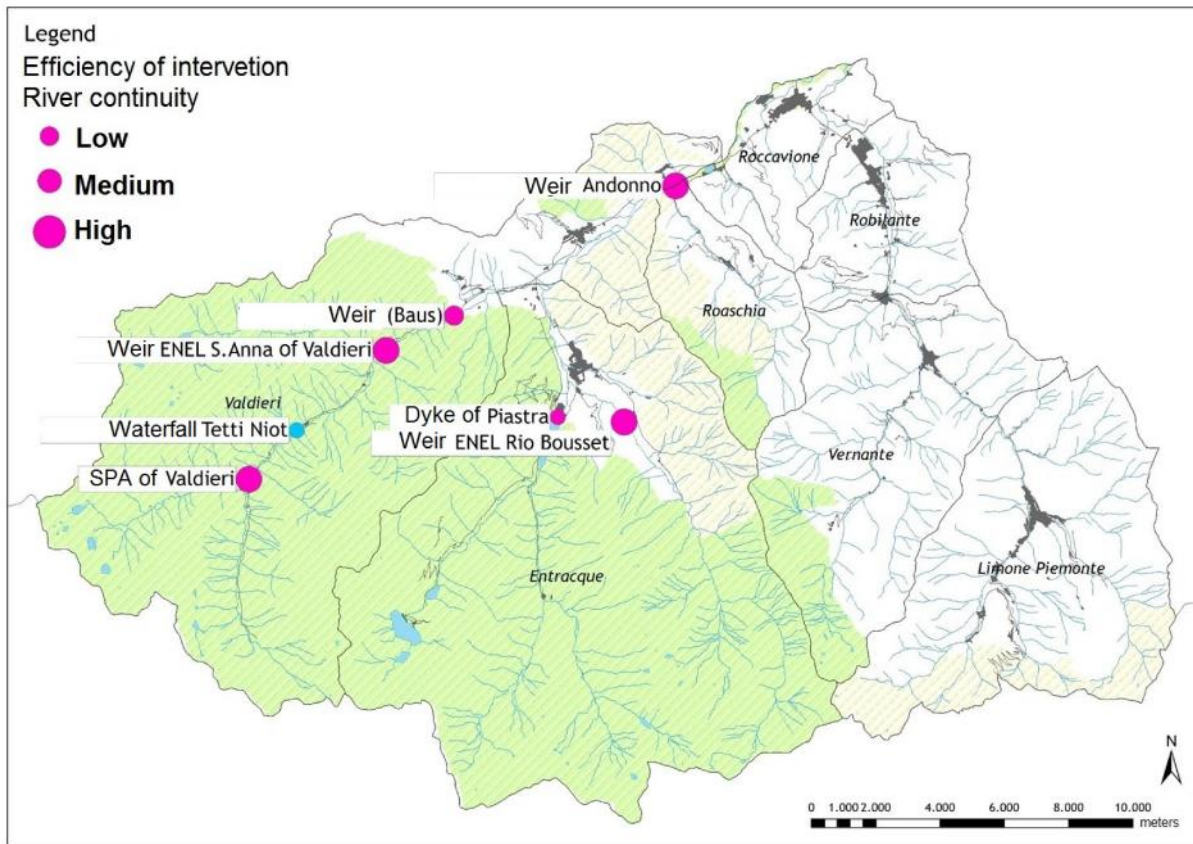 Legend
Efficiency of intervetion
River continuity
Low
Medium
High
Roccavione
Weir Andonno
Robilante
Roaschia
Weir (Baus)
Weir ENEL S.Anna of Valdieri
Valdieri
Dyke of Piastra
Waterfall Tetti Niot
Weir ENEL Rio Bousset
Vernante
SPA of Valdieri
Entracque
Limone Piemonte
N
0 1.000 2.000 4.000 6.000 8.000 10.000
meters